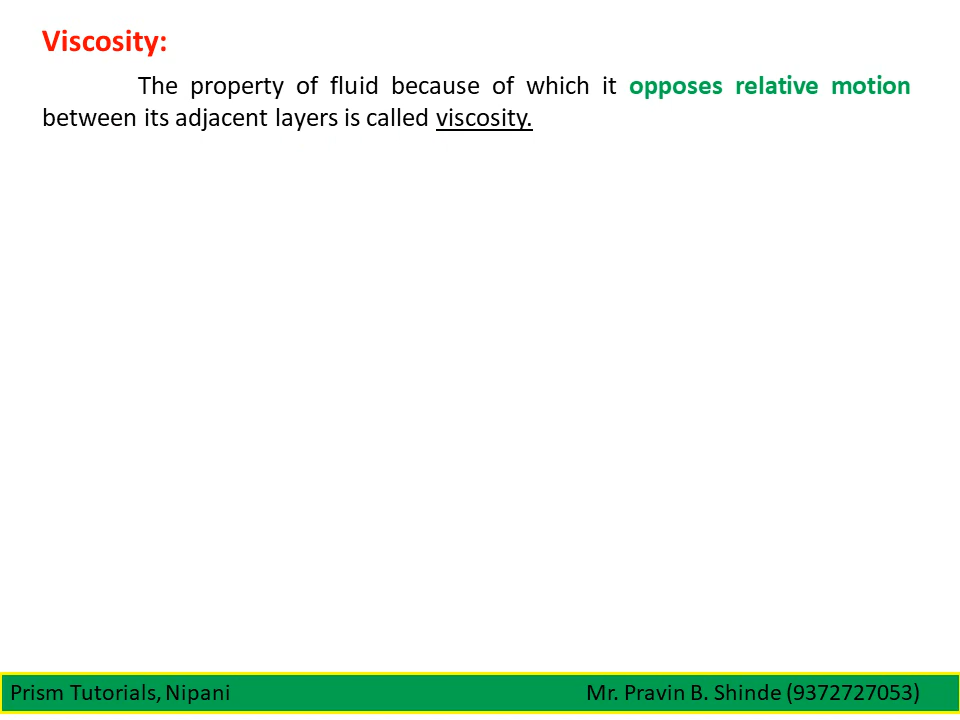 Viscosity:
The property of fluid because of which it opposes relative motion
between its adjacent layers is called viscosity.
Prism Tutorials, Nipani Mr. Pravin B. Shinde (9372727053)